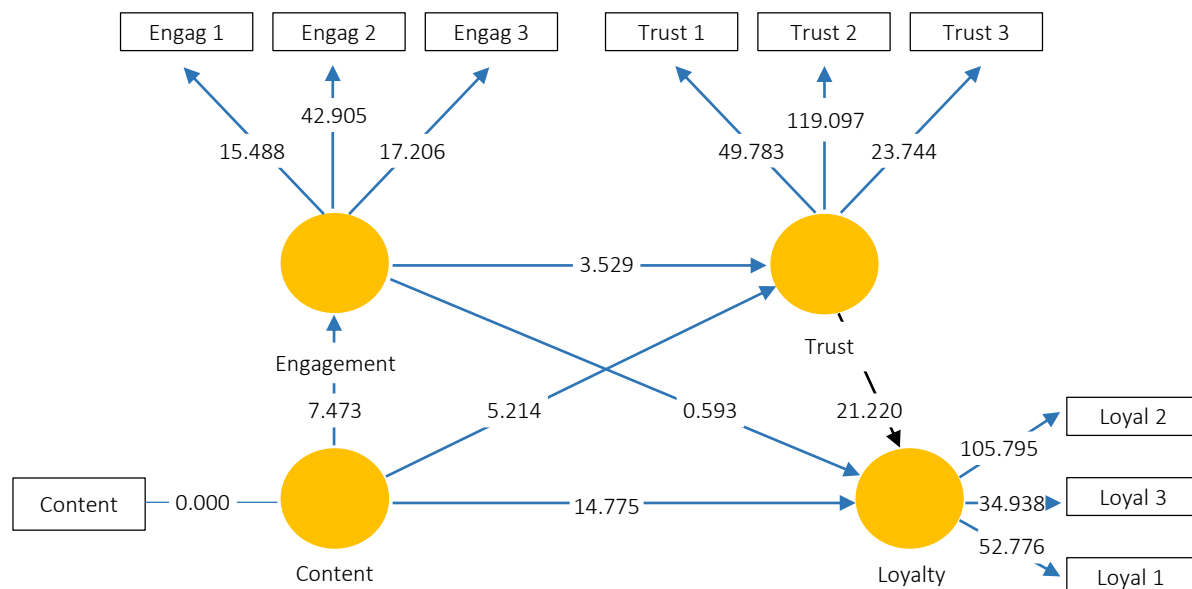 Engag 1
Engag 2
Engag 3
Trust 1
Trust 2
Trust 3
42.905
119.097
15.488
17.206
49.783
23.744
3.529
Engagement
Trust
7.473
5.214
0.593
21.220
Loyal 2
105.795
Content
0.000
14.775
34.938
Loyal 3
52.776
Content
Loyalty
Loyal 1